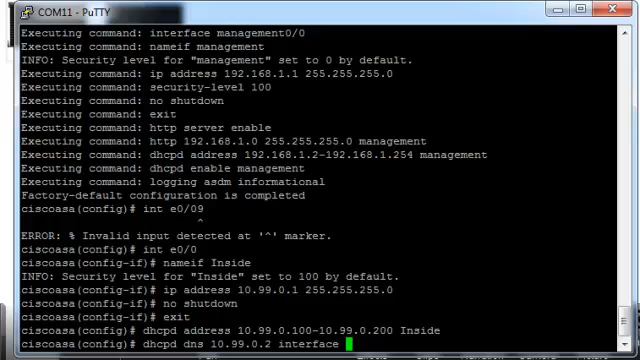 COM11 - PuTTY
Executing command: interface management0/0
Executing command: nameif management
INFO: Security level for "management" set to 0 by default.
Executing command: ip address 192.168.1.1 255.255.255.0
Executing command: security-level 100
Executing command: no shutdown
Executing command: exit
Executing command: http server enable
Executing command: http 192.168.1.0 255.255.255.0 management
Executing command: dhcpd address 192.168.1.2-192.168.1.254 management
Executing command: dhcpd enable management
Executing command: logging asdm informational
Factory-default configuration is completed
ciscoasa(config)# int e0/09
^
ERROR: % Invalid input detected at '^' marker.
ciscoasa(config)# int e0/0
ciscoasa(config-if)# nameif Inside
INFO: Security level for "Inside" set to 100 by default.
ciscoasa(config-if)# ip address 10.99.0.1 255.255.255.0
ciscoasa(config-if)# no shutdown
ciscoasa(config-if)# exit
ciscoasa(config)# dhcpd address 10.99.0.100-10.99.0.200 Inside
ciscoasa(config)# dhcpd dns 10.99.0.2 interface